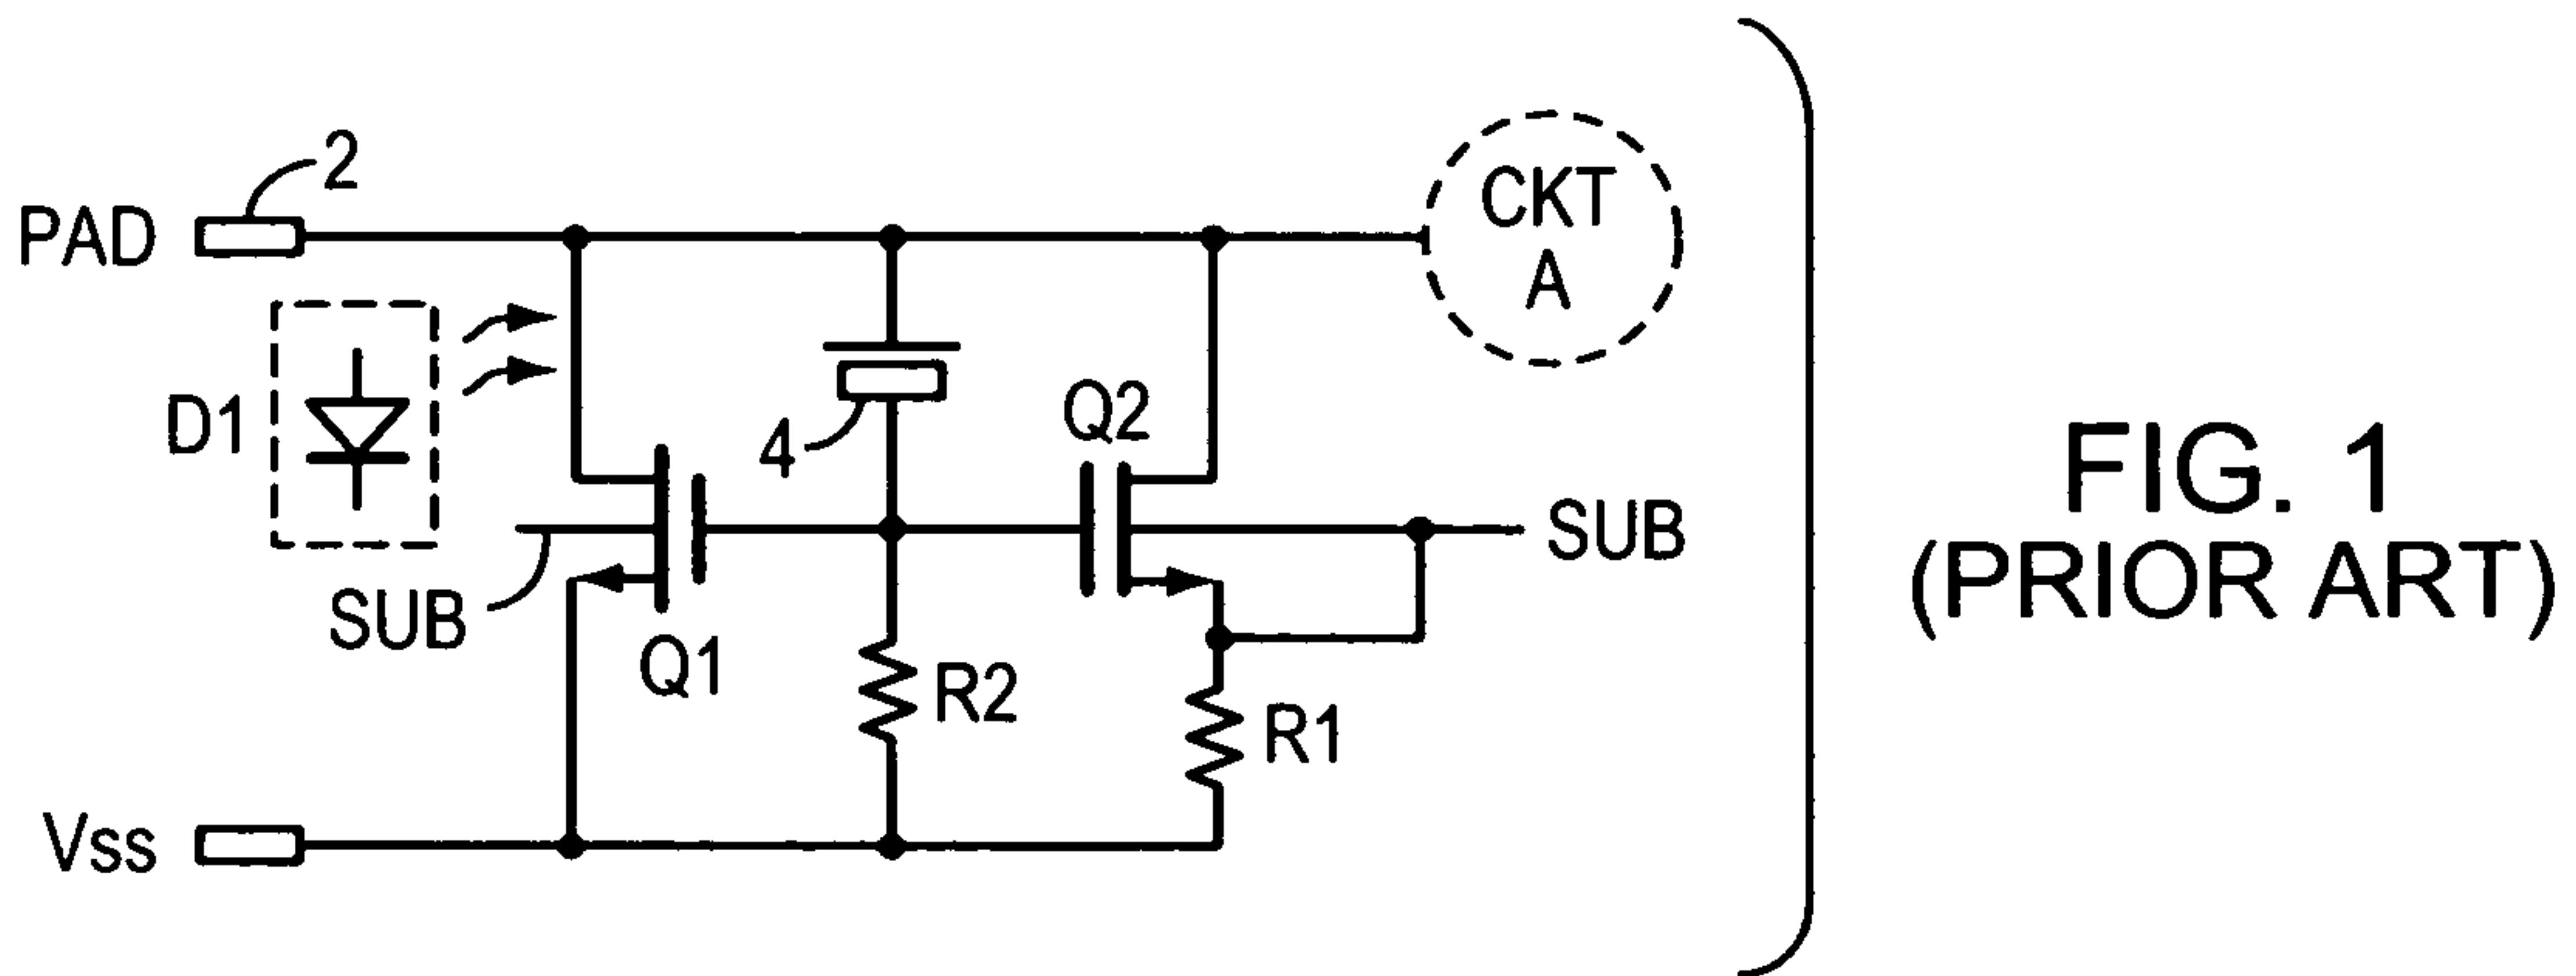 PAD
2
CKT
A
D1
4
Q2
SUB
SUB
Q1
R2
R1
Vss
FIG. 1
(PRIOR ART)